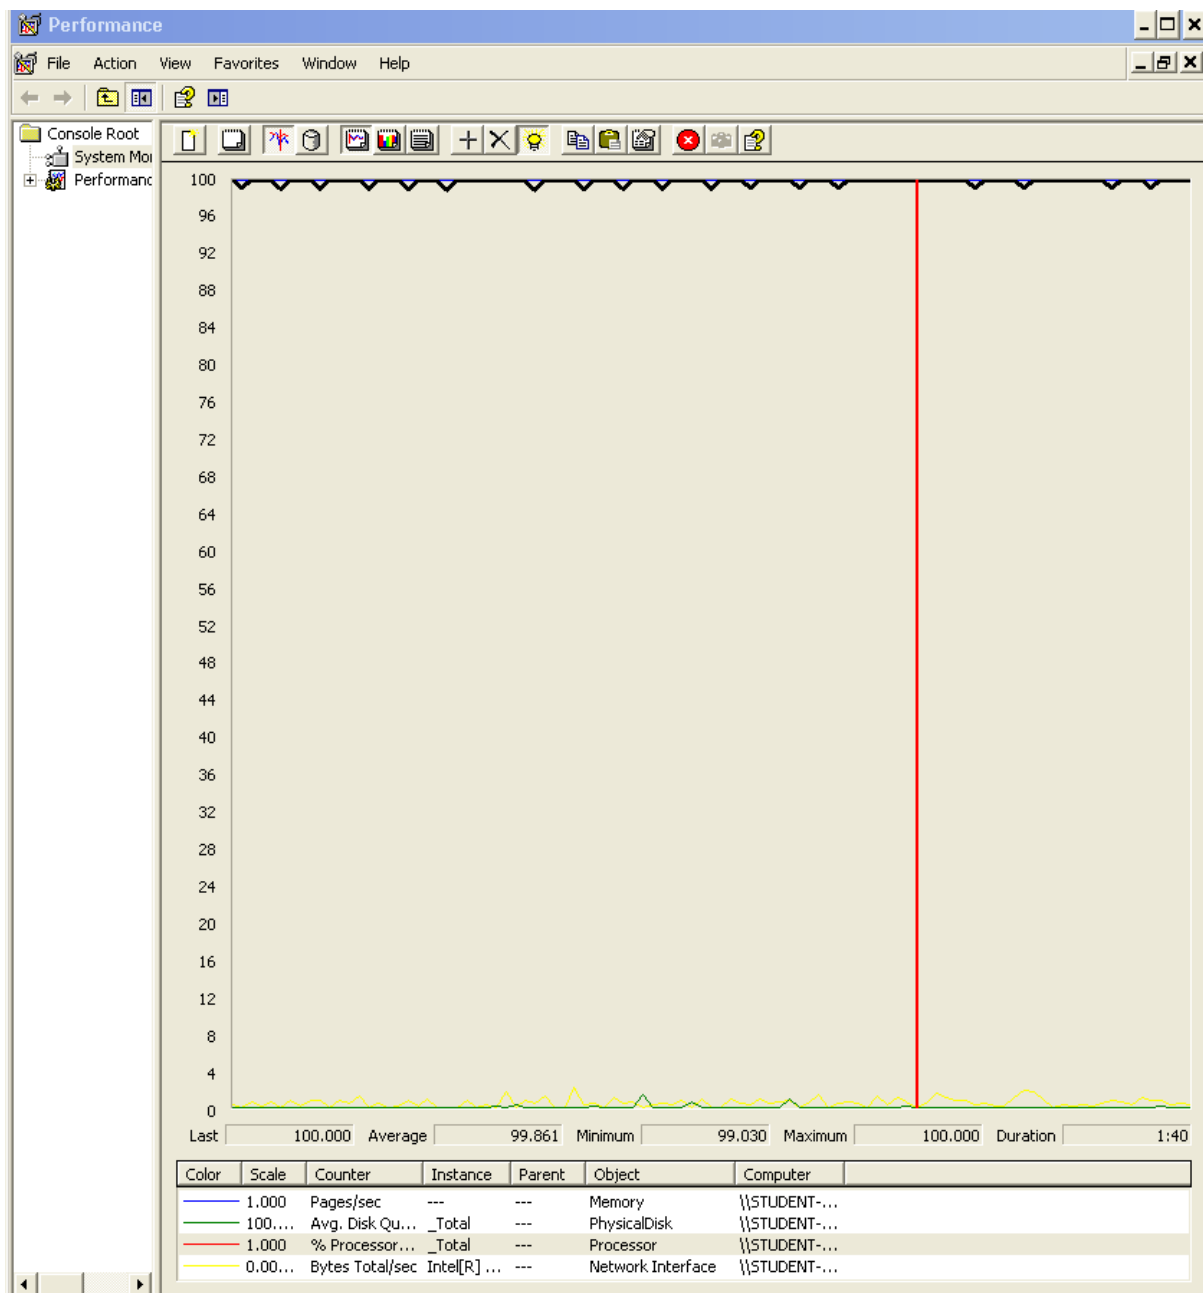 Performance
File Action View Favorites Window Help
Console Root
System Mo
Performanc
100
96
92
88
84
80
76
72
68
64
60
56
52
48
44
40
36
32
28
24
20
16
12
8
4
0
Last 100.000 Average 99.861 Minimum 99.030 Maximum 100.000 Duration 1:40
Color Scale Counter Instance Parent Object Computer
1.000 Pages/sec --- --- Memory \\STUDENT-...
100.... Avg. Disk Qu... _Total --- PhysicalDisk \\STUDENT-...
1.000 % Processor... _Total --- Processor \\STUDENT-...
0.00... Bytes Total/sec Intel[R] ... --- Network Interface \\STUDENT-...